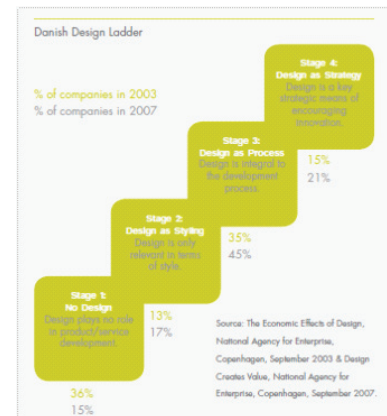 Danish Design Ladder
% of companies in 2003
% of companies in 2007
Stage 4:
Design as Strategy
Design is a key
strategic means of
encouraging
innovation.
15%
21%
Stage 3:
Design as Process
Design is integral to
the development
process.
35%
45%
Stage 2:
Design as Styling
Design is only
relevant in terms
of style.
13%
17%
Stage 1:
No Design
Design plays no role
in product/service
development.
36%
15%
Source: The Economic Effects of Design,
National Agency for Enterprise,
Copenhagen, September 2003 & Design
Creates Value, National Agency for
Enterprise, Copenhagen, September 2007.